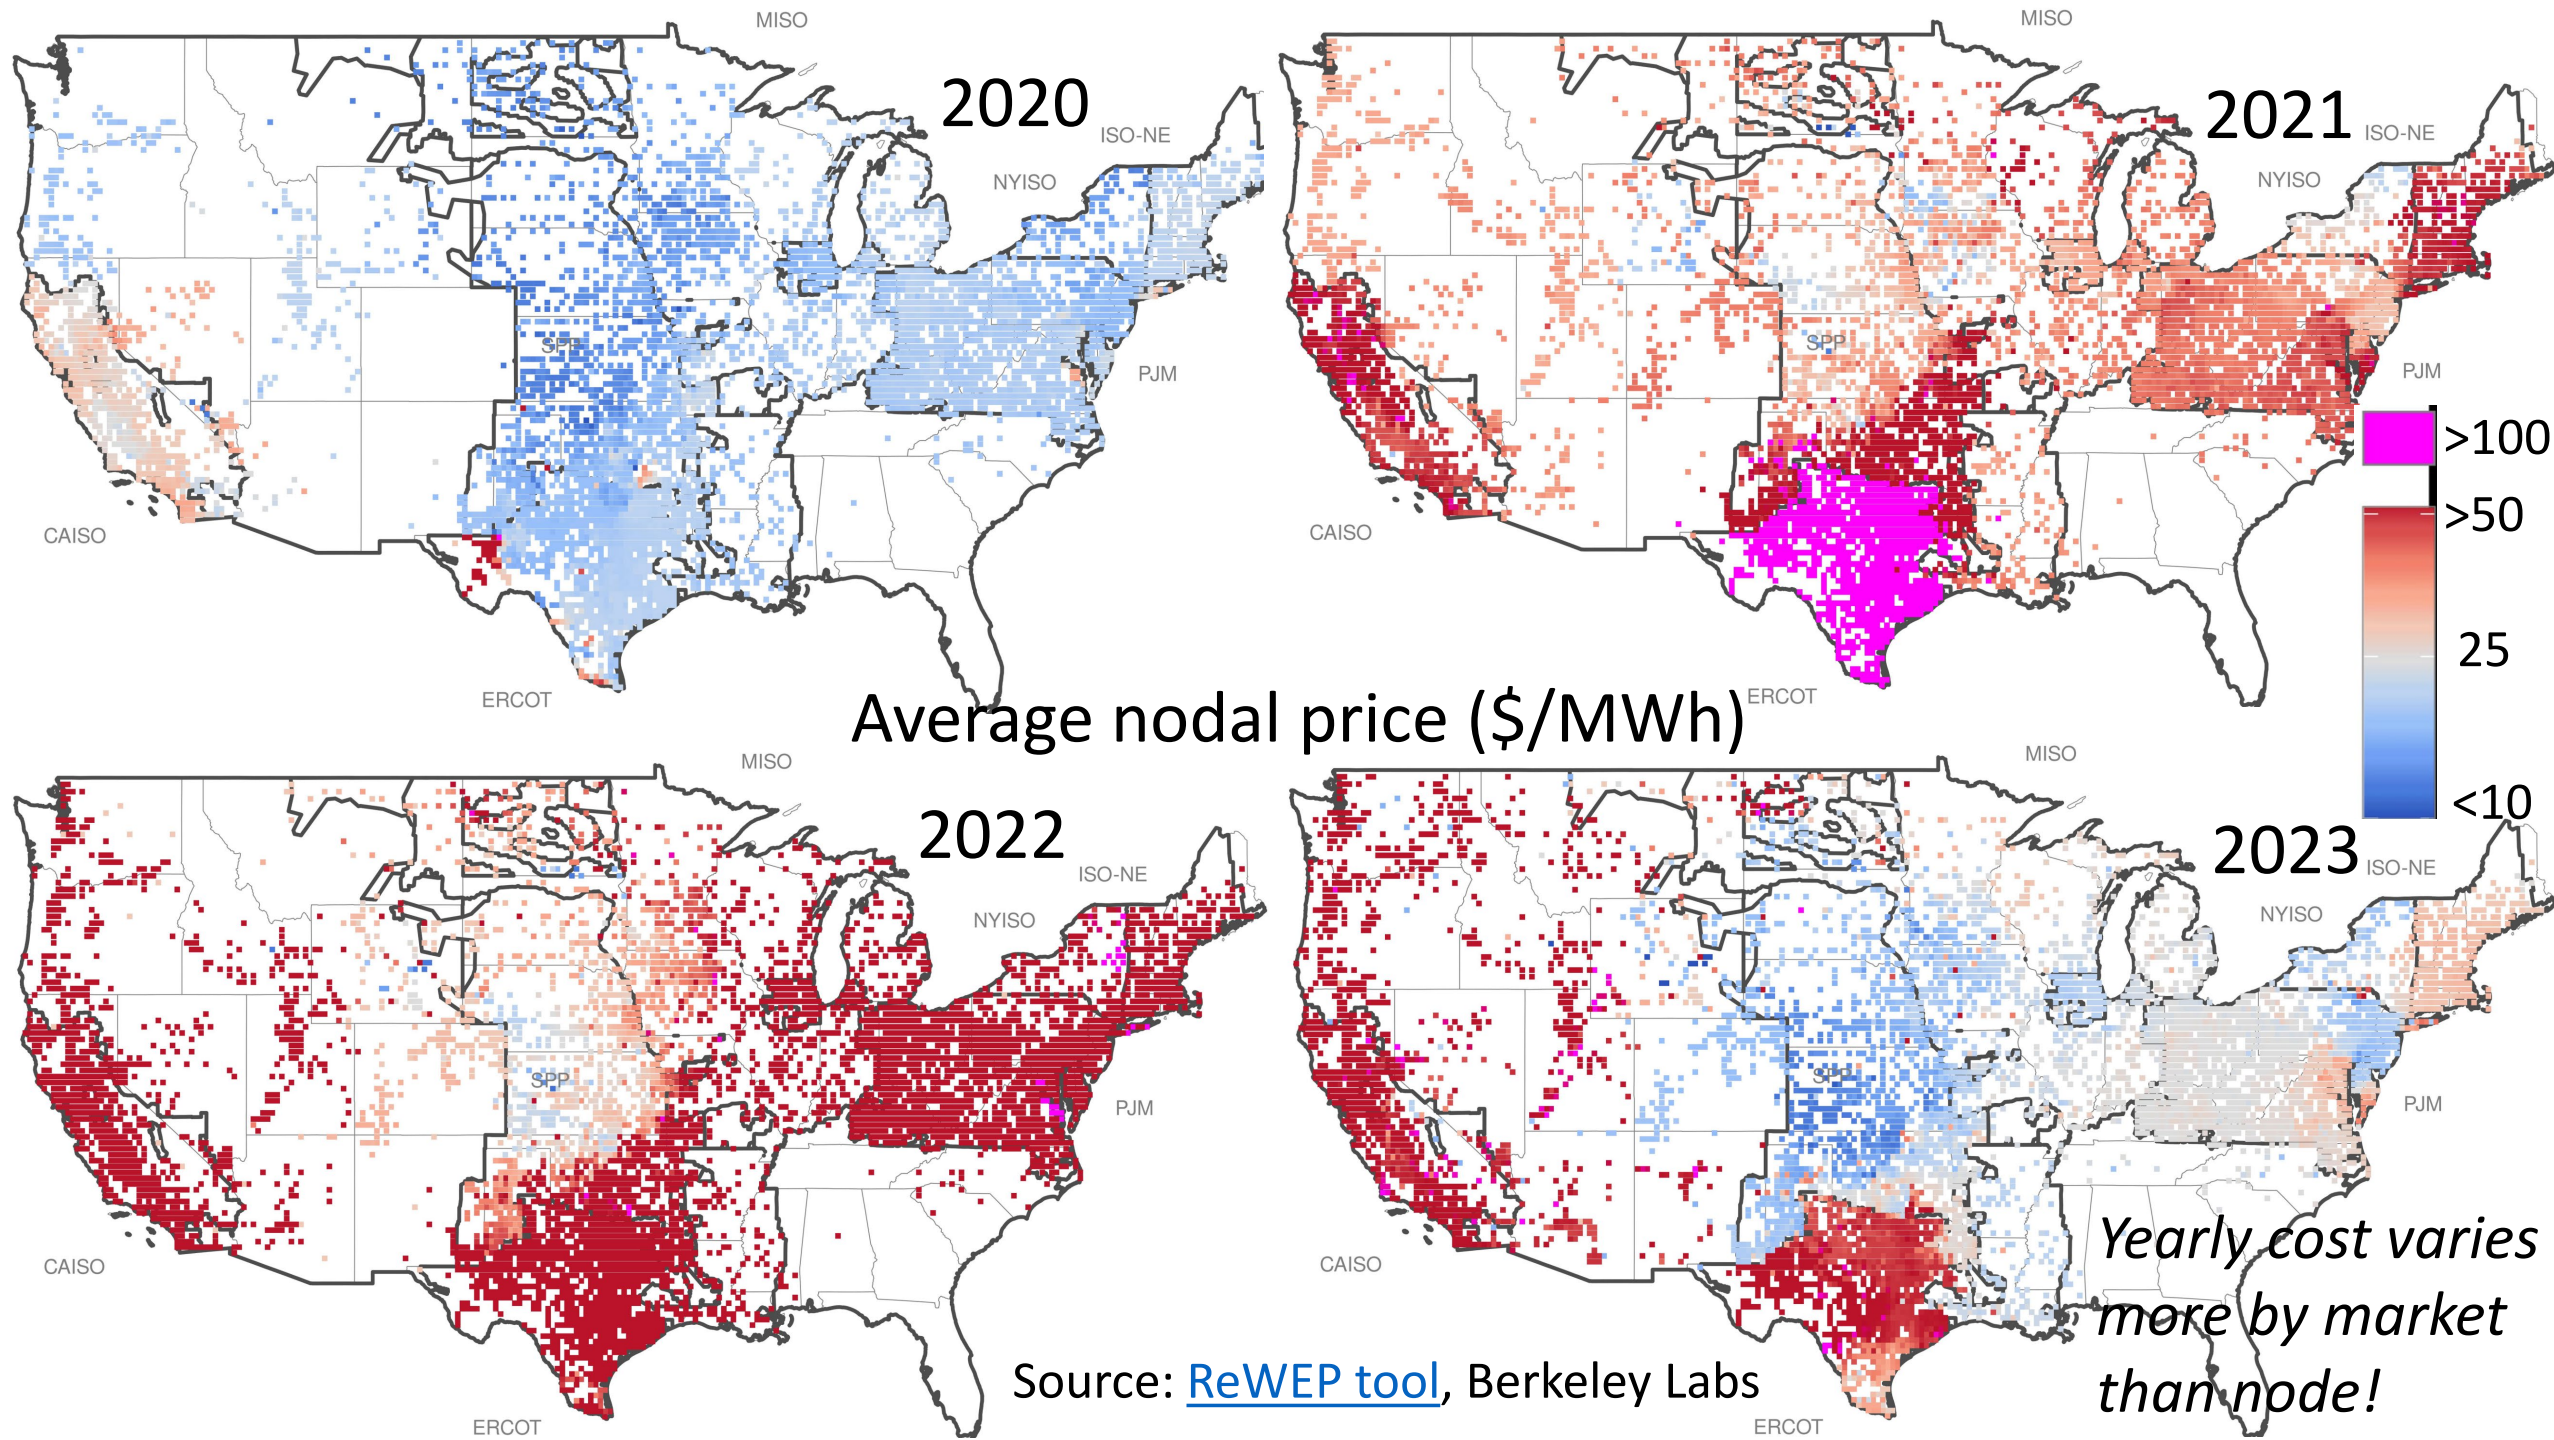 MISO
2020
ISO-NE
NYISO
SPP
PJM
CAISO
ERCOT
MISO
2021
ISO-NE
NYISO
SPP
PJM
CAISO
ERCOT
>100
>50
25
<10
Average nodal price ($/MWh)
MISO
2022
ISO-NE
NYISO
SPP
PJM
CAISO
ERCOT
MISO
2023
ISO-NE
NYISO
SPP
PJM
CAISO
ERCOT
Yearly cost varies
more by market
than node!
Source: ReWEP tool, Berkeley Labs